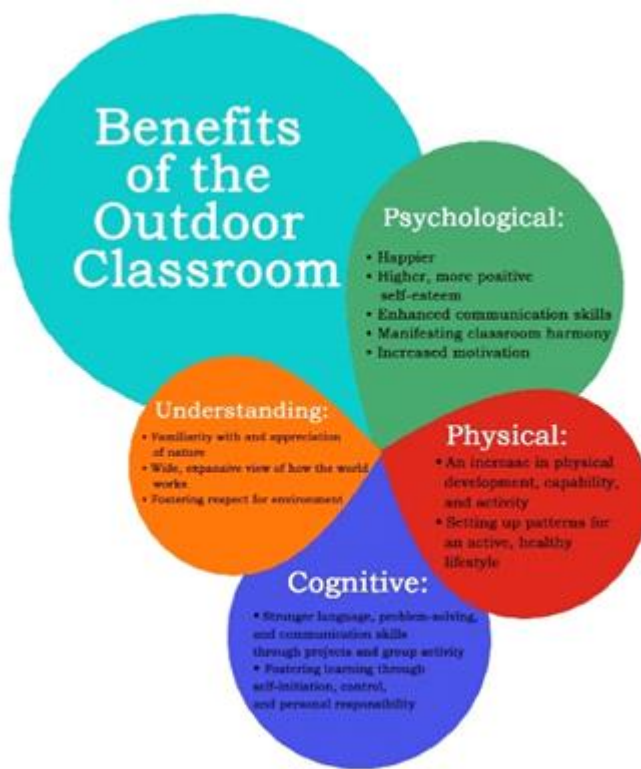 Benefits
of the
Outdoor
Classroom
Psychological:
• Happier
• Higher, more positive
self-esteem
• Enhanced communication skills
• Manifesting classroom harmony
• Increased motivation
Understanding:
• Familiarity with and appreciation
of nature
• Wide, expansive view of how the world
works
• Fostering respect for environment
Physical:
• An increase in physical
development, capability,
and activity
• Setting up patterns for
an active, healthy
lifestyle
Cognitive:
• Stronger language, problem-solving,
and communication skills
through projects and group activity
• Fostering learning through
self-initiation, control,
and personal responsibility